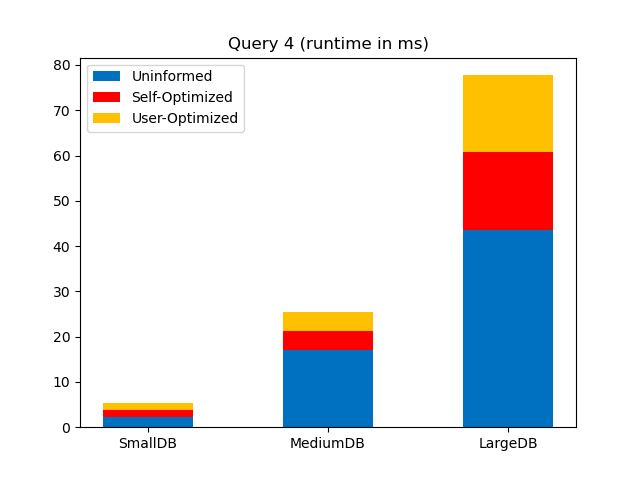 Query 4 (runtime in ms)
80
70
60
50
40
30
20
10
0
Uninformed
Self-Optimized
User-Optimized
SmallDB MediumDB LargeDB